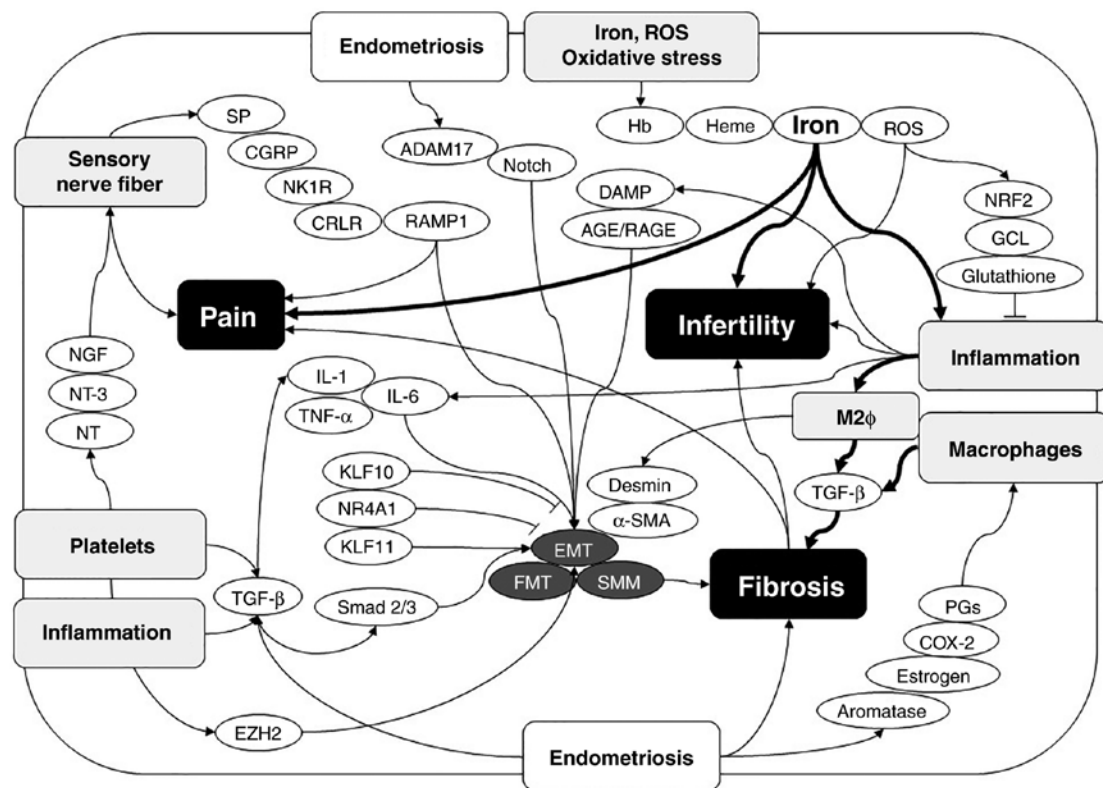 Endometriosis
Iron, ROS
Oxidative stress
SP
CGRP
NK1R
CRLR
RAMP1
ADAM17
Notch
Hb
Heme
Iron
ROS
Sensory
nerve fiber
DAMP
AGE/RAGE
NRF2
GCL
Glutathione
Pain
Infertility
Inflammation
NGF
NT-3
NT
IL-1
IL-6
TNF-α
M2ϕ
Macrophages
KLF10
NR4A1
KLF11
Desmin
α-SMA
TGF-β
Platelets
EMT
FMT
SMM
Fibrosis
TGF-β
Smad 2/3
Inflammation
PGs
COX-2
Estrogen
Aromatase
EZH2
Endometriosis